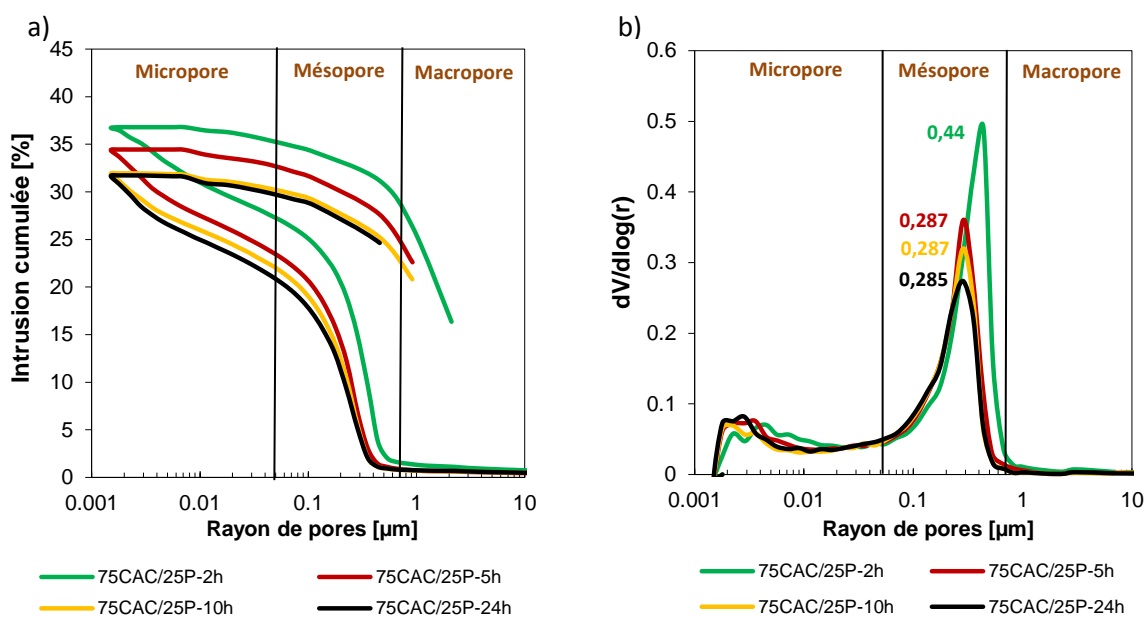 a)
Micropore Mésopore Macropore
45
40
35
30
25
20
15
10
5
0
Intrusion cumulée [%]
0.001 0.01 0.1 1 10
Rayon de pores [µm]
75CAC/25P-2h 75CAC/25P-5h
75CAC/25P-10h 75CAC/25P-24h
b)
Micropore Mésopore Macropore
0.6
0.5
0.4
0.3
0.2
0.1
0
dV/dlog(r)
0,44
0,287
0,287
0,285
0.001 0.01 0.1 1 10
Rayon de pores [µm]
75CAC/25P-2h 75CAC/25P-5h
75CAC/25P-10h 75CAC/25P-24h